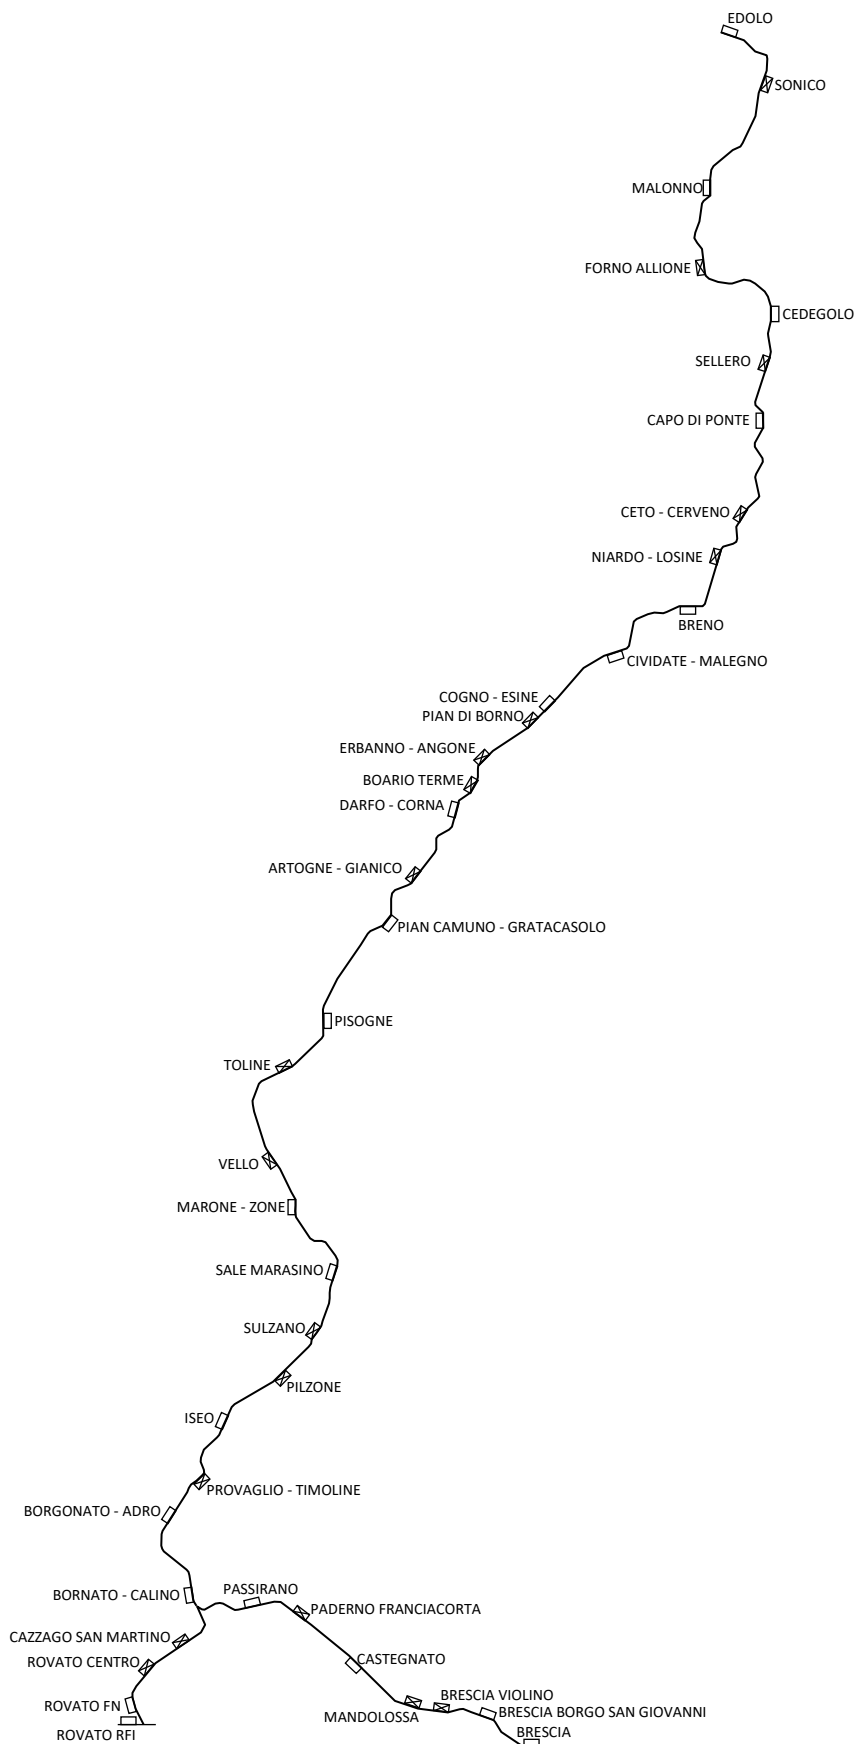 EDOLO
SONICO
MALONNO
FORNO ALLIONE
CEDEGOLO
SELLERO
CAPO DI PONTE
CETO - CERVENO
NIARDO - LOSINE
BRENO
CIVIDATE - MALEGNO
COGNO - ESINE
PIAN DI BORNO
ERBANNO - ANGONE
BOARIO TERME
DARFO - CORNA
ARTOGNE - GIANICO
PIAN CAMUNO - GRATACASOLO
PISOGNE
TOLINE
VELLO
MARONE - ZONE
SALE MARASINO
SULZANO
PILZONE
ISEO
PROVAGLIO - TIMOLINE
BORGONATO - ADRO
BORNATO - CALINO
PASSIRANO
PADERNO FRANCIACORTA
CAZZAGO SAN MARTINO
ROVATO CENTRO
CASTEGNATO
BRESCIA VIOLINO
ROVATO FN
BRESCIA BORGO SAN GIOVANNI
MANDOLOSSA
BRESCIA
ROVATO RFI